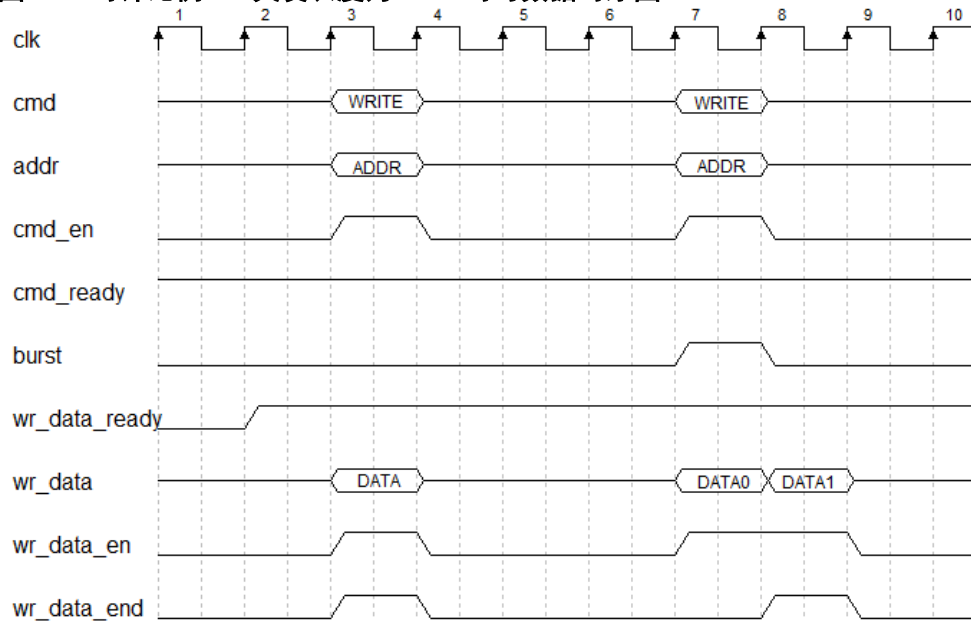 1 2 3 4 5 6 7 8 9 10
clk
cmd WRITE WRITE
addr ADDR ADDR
cmd_en
cmd_ready
burst
wr_data_ready
wr_data DATA DATA0 DATA1
wr_data_en
wr_data_end